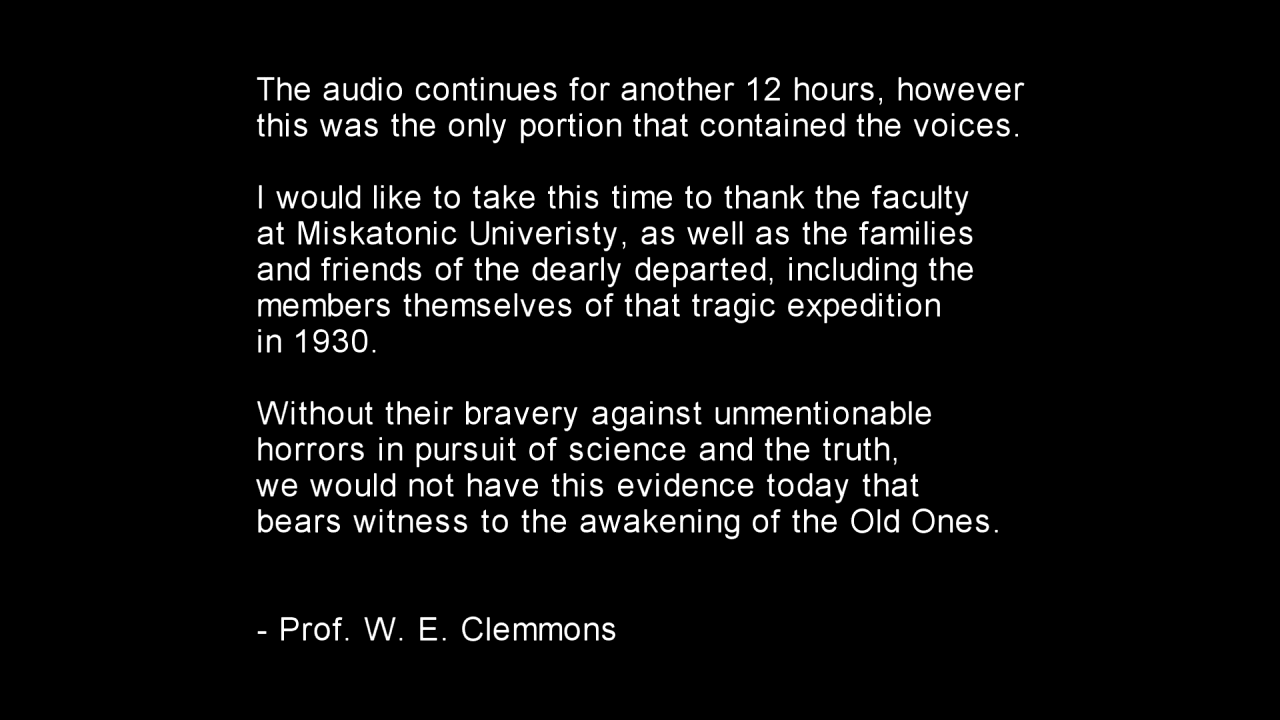 The audio continues for another 12 hours, however
this was the only portion that contained the voices.
I would like to take this time to thank the faculty
at Miskatonic Univeristy, as well as the families
and friends of the dearly departed, including the
members themselves of that tragic expedition
in 1930.
Without their bravery against unmentionable
horrors in pursuit of science and the truth,
we would not have this evidence today that
bears witness to the awakening of the Old Ones.
- Prof. W. E. Clemmons